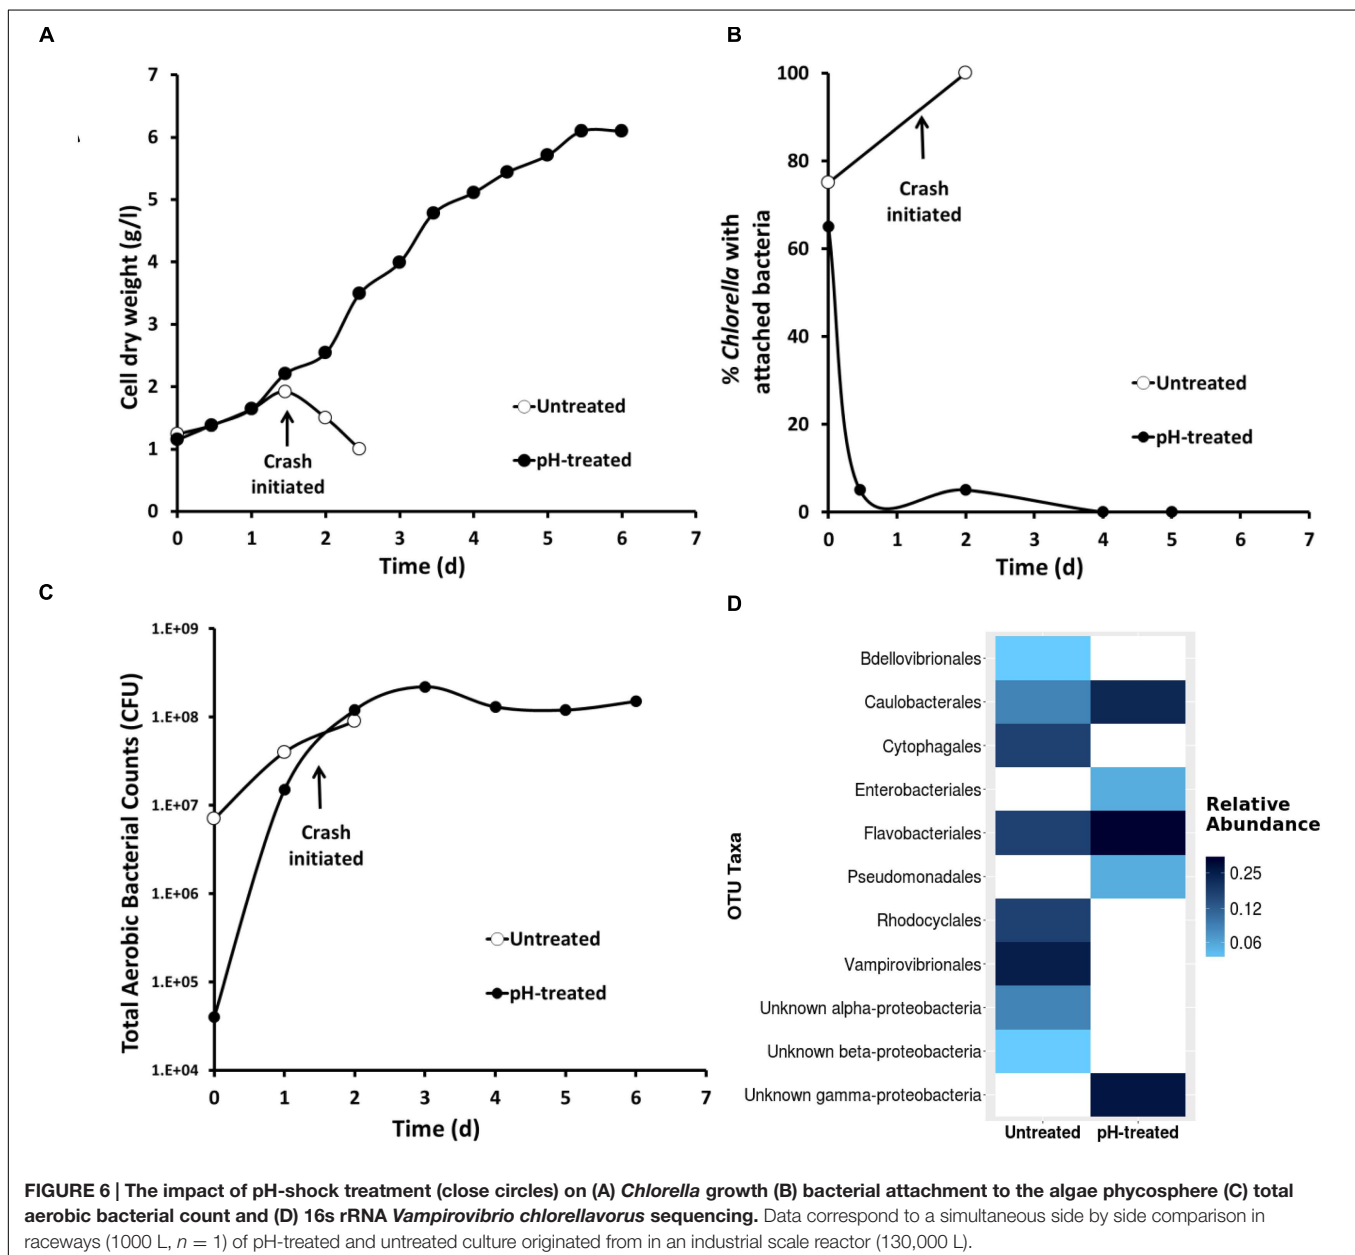 A
7
6
5
4
3
2
1
0
Cell dry weight (g/l)
Crash
initiated
Untreated
pH-treated
0 1 2 3 4 5 6 7
Time (d)
B
100
80
60
40
20
0
% Chlorella with
attached bacteria
Crash
initiated
Untreated
pH-treated
0 1 2 3 4 5 6 7
Time (d)
C
1.E+09
1.E+08
1.E+07
1.E+06
1.E+05
1.E+04
Total Aerobic Bacterial Counts (CFU)
Crash
initiated
Untreated
pH-treated
0 1 2 3 4 5 6 7
Time (d)
D
OTU Taxa
Bdellovibrionales
Caulobacterales
Cytophagales
Enterobacteriales
Flavobacteriales
Pseudomonadales
Rhodocyclales
Vampirovibrionales
Unknown alpha-proteobacteria
Unknown beta-proteobacteria
Unknown gamma-proteobacteria
Untreated pH-treated
Relative
Abundance
0.25
0.12
0.06
FIGURE 6 | The impact of pH-shock treatment (close circles) on (A) Chlorella growth (B) bacterial attachment to the algae phycosphere (C) total
aerobic bacterial count and (D) 16s rRNA Vampirovibrio chlorellavorus sequencing. Data correspond to a simultaneous side by side comparison in
raceways (1000 L, n = 1) of pH-treated and untreated culture originated from in an industrial scale reactor (130,000 L).